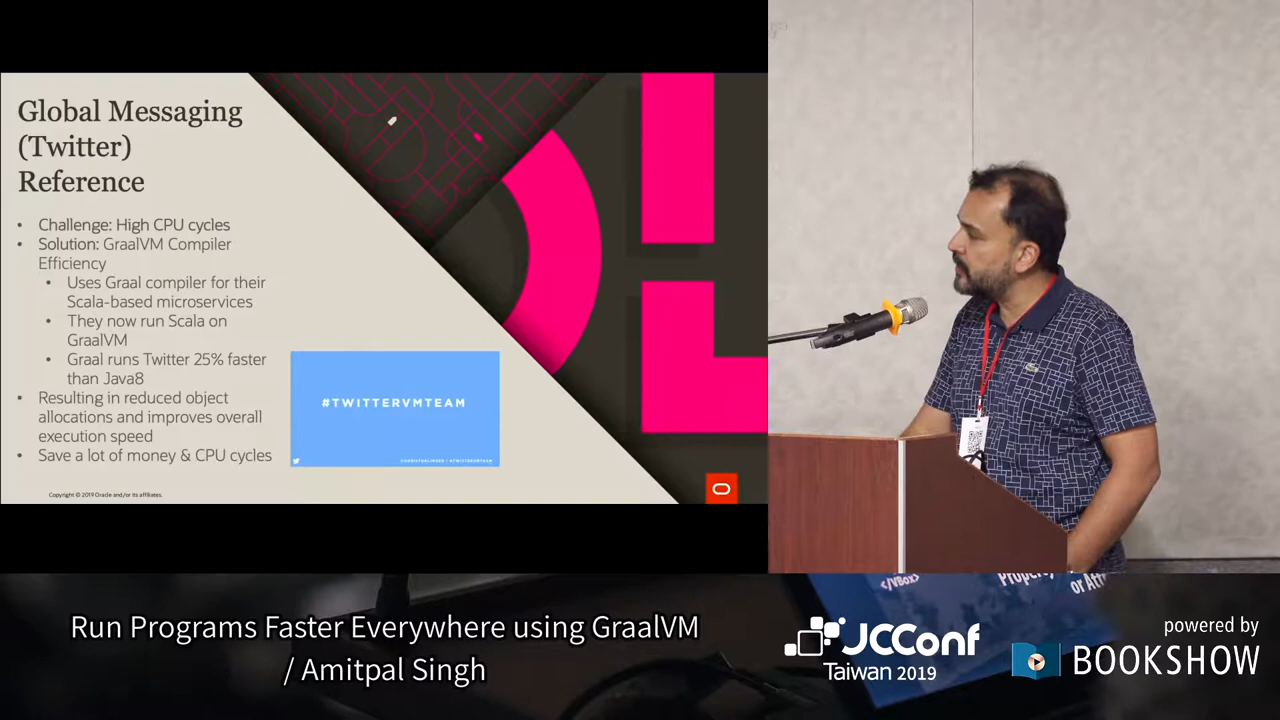 Global Messaging
(Twitter)
Reference
• Challenge: High CPU cycles
• Solution: GraalVM Compiler
Efficiency
• Uses Graal compiler for their
Scala-based microservices
• They now run Scala on
GraalVM
• Graal runs Twitter 25% faster
than Java8
• Resulting in reduced object
allocations and improves overall
execution speed
• Save a lot of money & CPU cycles
#TWITTERVMTEAM
Copyright © 2019 Oracle and/or its affiliates.
</VBox>
Run Programs Faster Everywhere using GraalVM
/ Amitpal Singh
JCConf
Taiwan 2019
powered by
BOOKSHOW